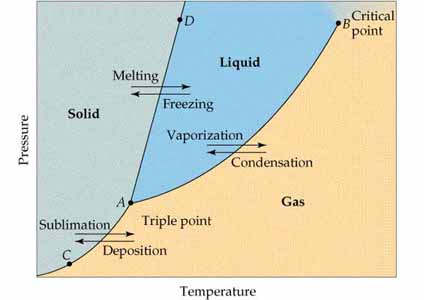 D
B
Critical
point
Liquid
Melting
Freezing
Solid
Vaporization
Condensation
Pressure
A
Gas
Triple point
Sublimation
Deposition
C
Temperature